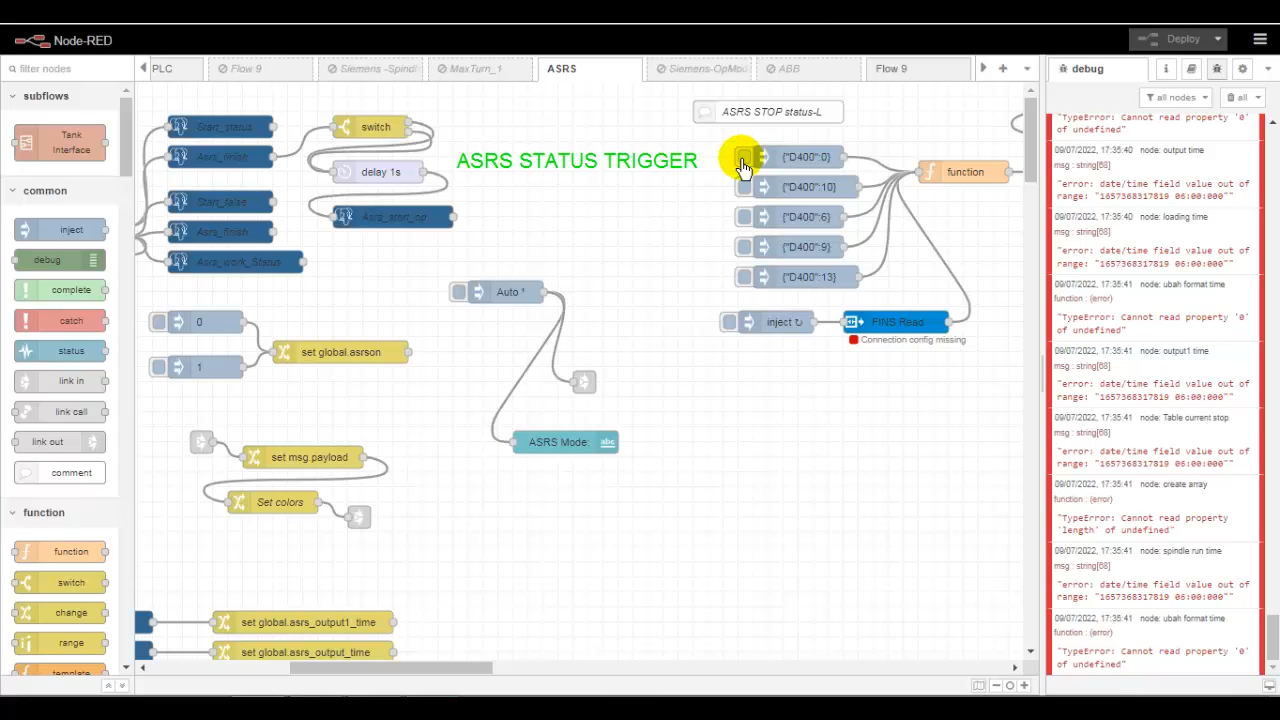 Node-RED
Deploy
filter nodes
PLC
Flow 9
Siemens -Spindl
MaxTurn_1
ASRS
Siemens-OpMod
ABB
Flow 9
debug
i
all nodes
all
subflows
Tank
Interface
common
inject
debug
complete
catch
status
link in
link call
link out
comment
function
function
switch
change
range
template
Start_status
Asrs_finish
Start_false
Asrs_finish
Asrs_work_Status
switch
delay 1s
Asrs_start_op
ASRS STATUS TRIGGER
ASRS STOP status-L
{"D400":0}
{"D400":10}
{"D400":6}
{"D400":9}
{"D400":13}
function
inject ↻
FINS Read
Connection config missing
Auto *
0
1
set global.asrson
ASRS Mode:
abc
set msg.payload
Set colors
set global.asrs_output1_time
set global.asrs_output_time
"TypeError: Cannot read property '0'
of undefined"
09/07/2022, 17:35:40 node: output time
msg : string[68]
"error: date/time field value out of
range: "1657368317819 06:00:000""
09/07/2022, 17:35:40 node: loading time
msg : string[68]
"error: date/time field value out of
range: "1657368317819 06:00:000""
09/07/2022, 17:35:41 node: ubah format time
function : (error)
"TypeError: Cannot read property '0'
of undefined"
09/07/2022, 17:35:41 node: output1 time
msg : string[68]
"error: date/time field value out of
range: "1657368317819 06:00:000""
09/07/2022, 17:35:41 node: Table current stop
msg : string[68]
"error: date/time field value out of
range: "1657368317819 06:00:000""
09/07/2022, 17:35:41 node: create array
function : (error)
"TypeError: Cannot read property
'length' of undefined"
09/07/2022, 17:35:41 node: spindle run time
msg : string[68]
"error: date/time field value out of
range: "1657368317819 06:00:000""
09/07/2022, 17:35:41 node: ubah format time
function : (error)
"TypeError: Cannot read property '0'
of undefined"